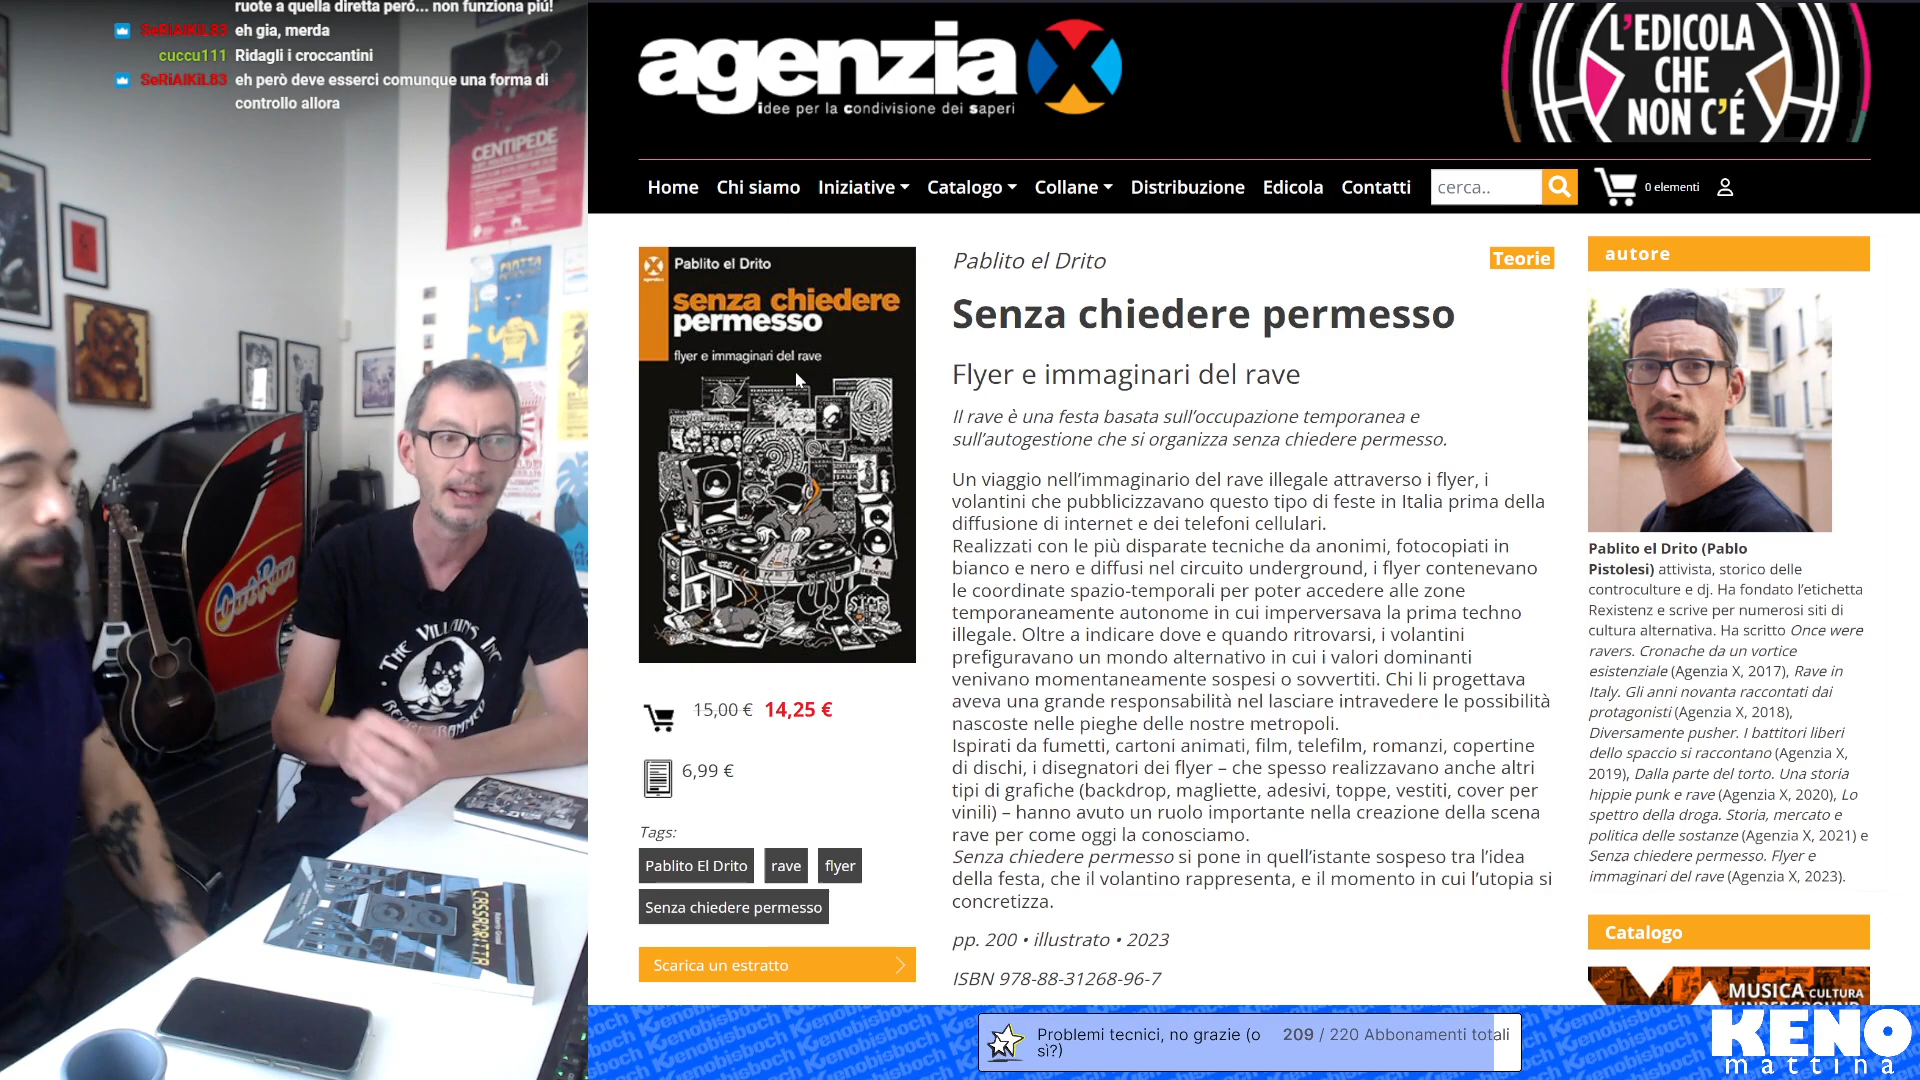 ruote a quella diretta peró... non funziona piú!
SeRiAlKiL83 eh gia, merda
cuccu111 Ridagli i croccantini
SeRiAlKiL83 eh però deve esserci comunque una forma di
controllo allora
CENTIPEDE
OutRun
THE VILLAINS INC
CASSADRITTA
agenzia X
idee per la condivisione dei saperi
L'EDICOLA
CHE
NON C'É
Home Chi siamo Iniziative Catalogo Collane Distribuzione Edicola Contatti cerca.. 0 elementi
Pablito el Drito
senza chiedere
permesso
flyer e immaginari del rave
15,00 € 14,25 €
6,99 €
Tags:
Pablito El Drito rave flyer
Senza chiedere permesso
Scarica un estratto
Pablito el Drito Teorie
Senza chiedere permesso
Flyer e immaginari del rave
Il rave è una festa basata sull'occupazione temporanea e
sull'autogestione che si organizza senza chiedere permesso.
Un viaggio nell'immaginario del rave illegale attraverso i flyer, i
volantini che pubblicizzavano questo tipo di feste in Italia prima della
diffusione di internet e dei telefoni cellulari.
Realizzati con le più disparate tecniche da anonimi, fotocopiati in
bianco e nero e diffusi nel circuito underground, i flyer contenevano
le coordinate spazio-temporali per poter accedere alle zone
temporaneamente autonome in cui imperversava la prima techno
illegale. Oltre a indicare dove e quando ritrovarsi, i volantini
prefiguravano un mondo alternativo in cui i valori dominanti
venivano momentaneamente sospesi o sovvertiti. Chi li progettava
aveva una grande responsabilità nel lasciare intravedere le possibilità
nascoste nelle pieghe delle nostre metropoli.
Ispirati da fumetti, cartoni animati, film, telefilm, romanzi, copertine
di dischi, i disegnatori dei flyer – che spesso realizzavano anche altri
tipi di grafiche (backdrop, magliette, adesivi, toppe, vestiti, cover per
vinili) – hanno avuto un ruolo importante nella creazione della scena
rave per come oggi la conosciamo.
Senza chiedere permesso si pone in quell'istante sospeso tra l'idea
della festa, che il volantino rappresenta, e il momento in cui l'utopia si
concretizza.
pp. 200 • illustrato • 2023
ISBN 978-88-31268-96-7
autore
Pablito el Drito (Pablo
Pistolesi) attivista, storico delle
controculture e dj. Ha fondato l'etichetta
Rexistenz e scrive per numerosi siti di
cultura alternativa. Ha scritto Once were
ravers. Cronache da un vortice
esistenziale (Agenzia X, 2017), Rave in
Italy. Gli anni novanta raccontati dai
protagonisti (Agenzia X, 2018),
Diversamente pusher. I battitori liberi
dello spaccio si raccontano (Agenzia X,
2019), Dalla parte del torto. Una storia
hippie punk e rave (Agenzia X, 2020), Lo
spettro della droga. Storia, mercato e
politica delle sostanze (Agenzia X, 2021) e
Senza chiedere permesso. Flyer e
immaginari del rave (Agenzia X, 2023).
Catalogo
MUSICA CULTURA
UNDERGROUND
Kenobisboch
Problemi tecnici, no grazie (o
sì?)
209 / 220 Abbonamenti totali
KENO
mattina